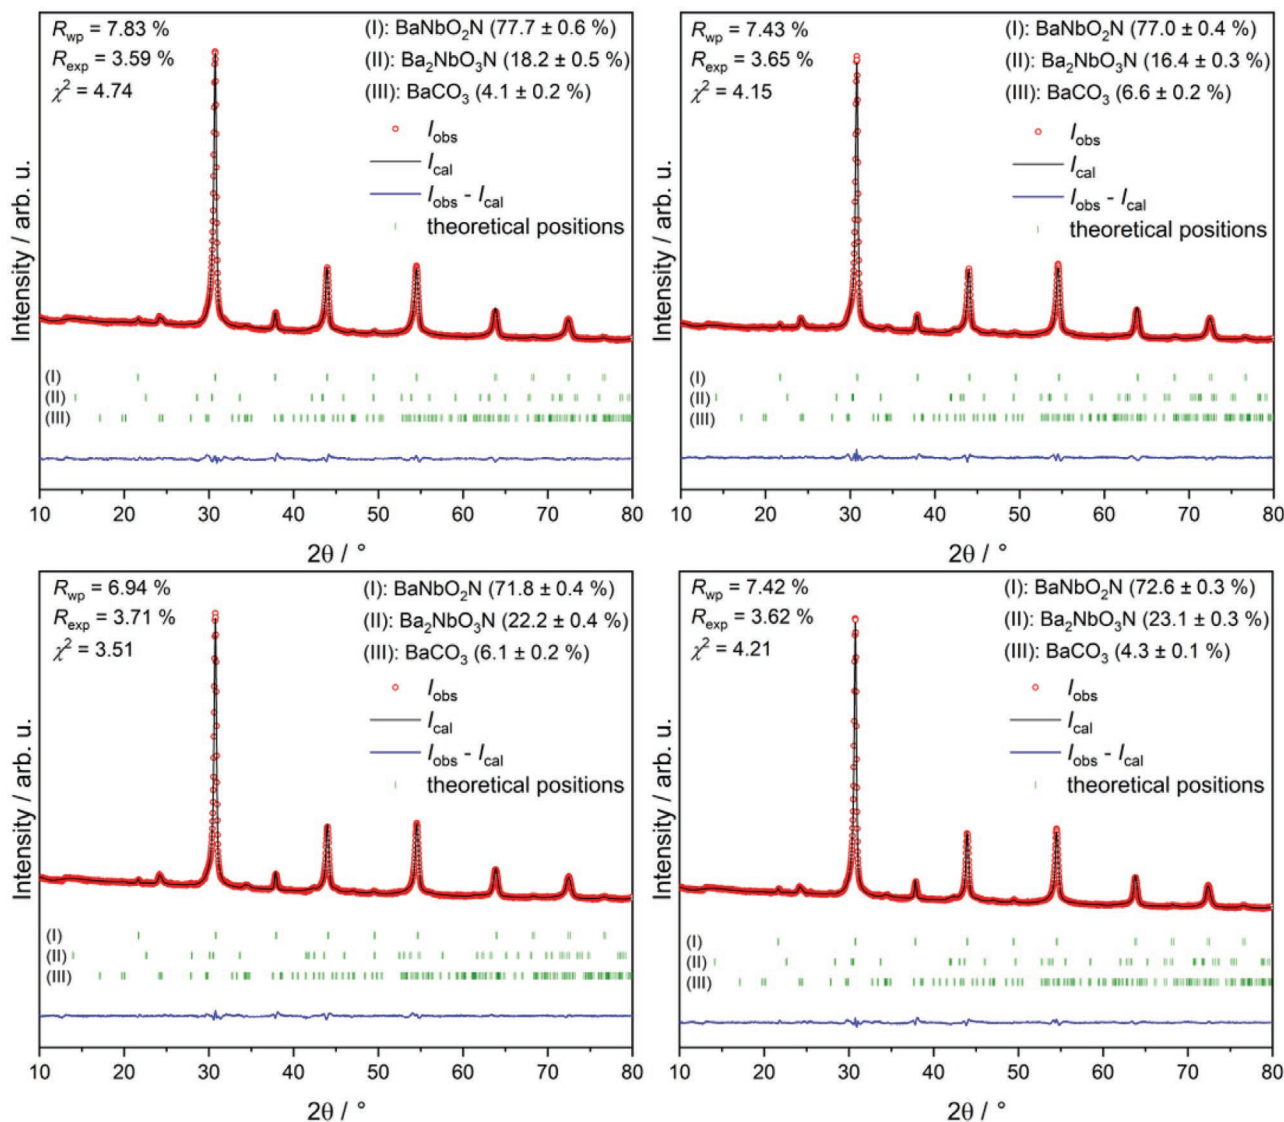 R_wp = 7.83 %
R_exp = 3.59 %
χ² = 4.74
(I): BaNbO₂N (77.7 ± 0.6 %)
(II): Ba₂NbO₃N (18.2 ± 0.5 %)
(III): BaCO₃ (4.1 ± 0.2 %)
I_obs
I_cal
I_obs - I_cal
theoretical positions
Intensity / arb. u.
(I)
(II)
(III)
10 20 30 40 50 60 70 80
2θ / °
R_wp = 7.43 %
R_exp = 3.65 %
χ² = 4.15
(I): BaNbO₂N (77.0 ± 0.4 %)
(II): Ba₂NbO₃N (16.4 ± 0.3 %)
(III): BaCO₃ (6.6 ± 0.2 %)
I_obs
I_cal
I_obs - I_cal
theoretical positions
Intensity / arb. u.
(I)
(II)
(III)
10 20 30 40 50 60 70 80
2θ / °
R_wp = 6.94 %
R_exp = 3.71 %
χ² = 3.51
(I): BaNbO₂N (71.8 ± 0.4 %)
(II): Ba₂NbO₃N (22.2 ± 0.4 %)
(III): BaCO₃ (6.1 ± 0.2 %)
I_obs
I_cal
I_obs - I_cal
theoretical positions
Intensity / arb. u.
(I)
(II)
(III)
10 20 30 40 50 60 70 80
2θ / °
R_wp = 7.42 %
R_exp = 3.62 %
χ² = 4.21
(I): BaNbO₂N (72.6 ± 0.3 %)
(II): Ba₂NbO₃N (23.1 ± 0.3 %)
(III): BaCO₃ (4.3 ± 0.1 %)
I_obs
I_cal
I_obs - I_cal
theoretical positions
Intensity / arb. u.
(I)
(II)
(III)
10 20 30 40 50 60 70 80
2θ / °